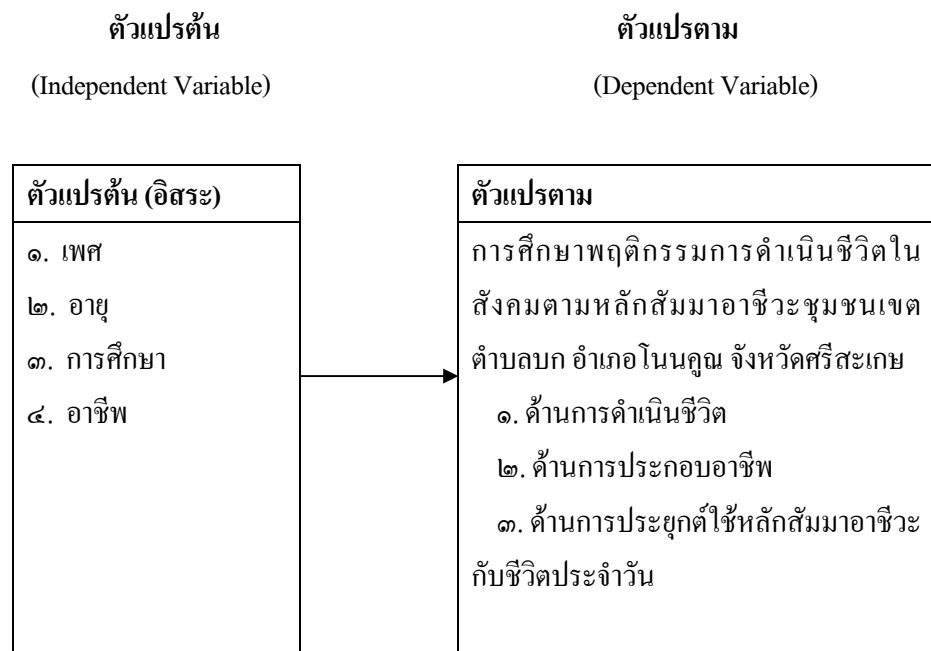 ตัวแปรต้น
(Independent Variable)
ตัวแปรตาม
(Dependent Variable)
ตัวแปรต้น (อิสระ)
๑. เพศ
๒. อายุ
๓. การศึกษา
๔. อาชีพ
ตัวแปรตาม
การศึกษาพฤติกรรมการดำเนินชีวิตใน
สังคมตามหลักสัมมาอาชีวะชุมชนเขต
ตำบลบก อำเภอโนนคูณ จังหวัดศรีสะเกษ
๑. ด้านการดำเนินชีวิต
๒. ด้านการประกอบอาชีพ
๓. ด้านการประยุกต์ใช้หลักสัมมาอาชีวะ
กับชีวิตประจำวัน